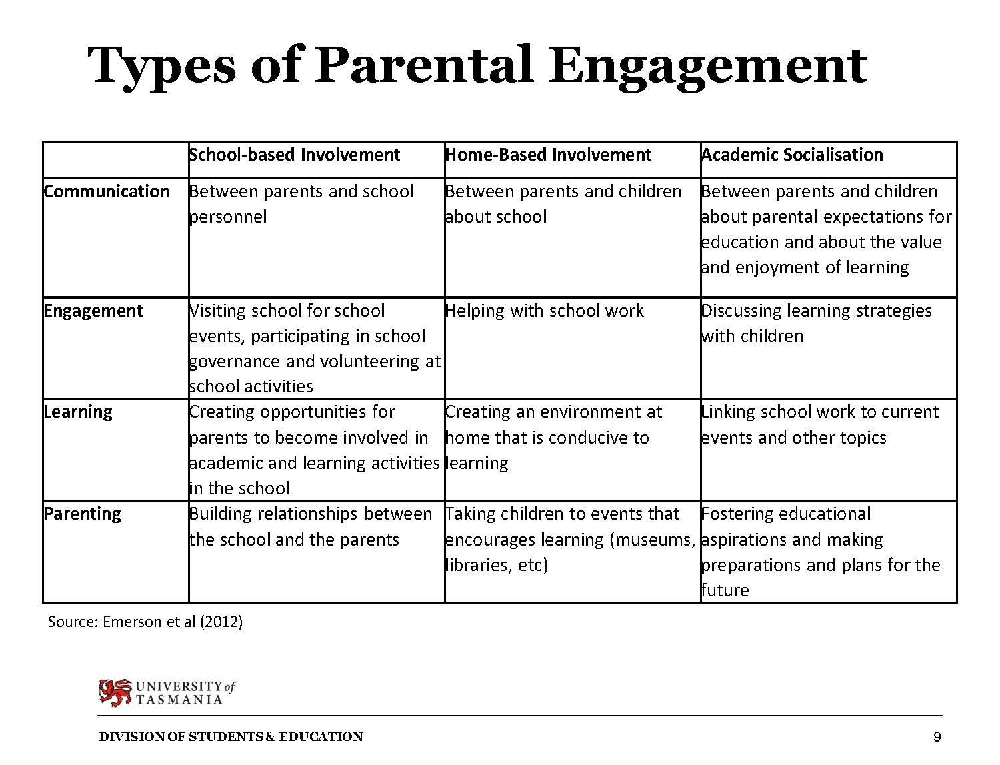 Types of Parental Engagement
School-based Involvement Home-Based Involvement Academic Socialisation
Communication Between parents and school Between parents and children Between parents and children
personnel about school about parental expectations for
education and about the value
and enjoyment of learning
Engagement Visiting school for school Helping with school work Discussing learning strategies
events, participating in school with children
governance and volunteering at
school activities
Learning Creating opportunities for Creating an environment at Linking school work to current
parents to become involved in home that is conducive to events and other topics
academic and learning activities learning
in the school
Parenting Building relationships between Taking children to events that Fostering educational
the school and the parents encourages learning (museums, aspirations and making
libraries, etc) preparations and plans for the
future
Source: Emerson et al (2012)
UNIVERSITY of
TASMANIA
DIVISION OF STUDENTS & EDUCATION 9